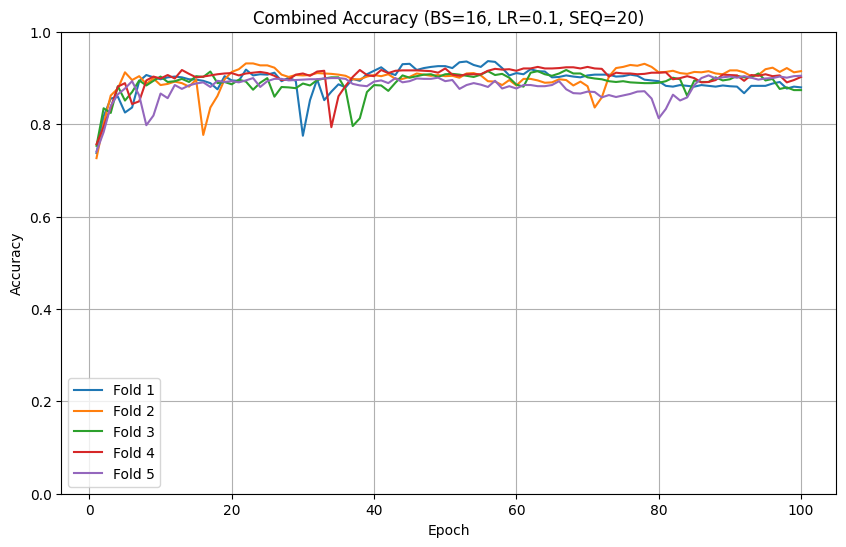 Combined Accuracy (BS=16, LR=0.1, SEQ=20)
1.0
0.8
0.6
0.4
0.2
0.0
Accuracy
Fold 1
Fold 2
Fold 3
Fold 4
Fold 5
0 20 40 60 80 100
Epoch